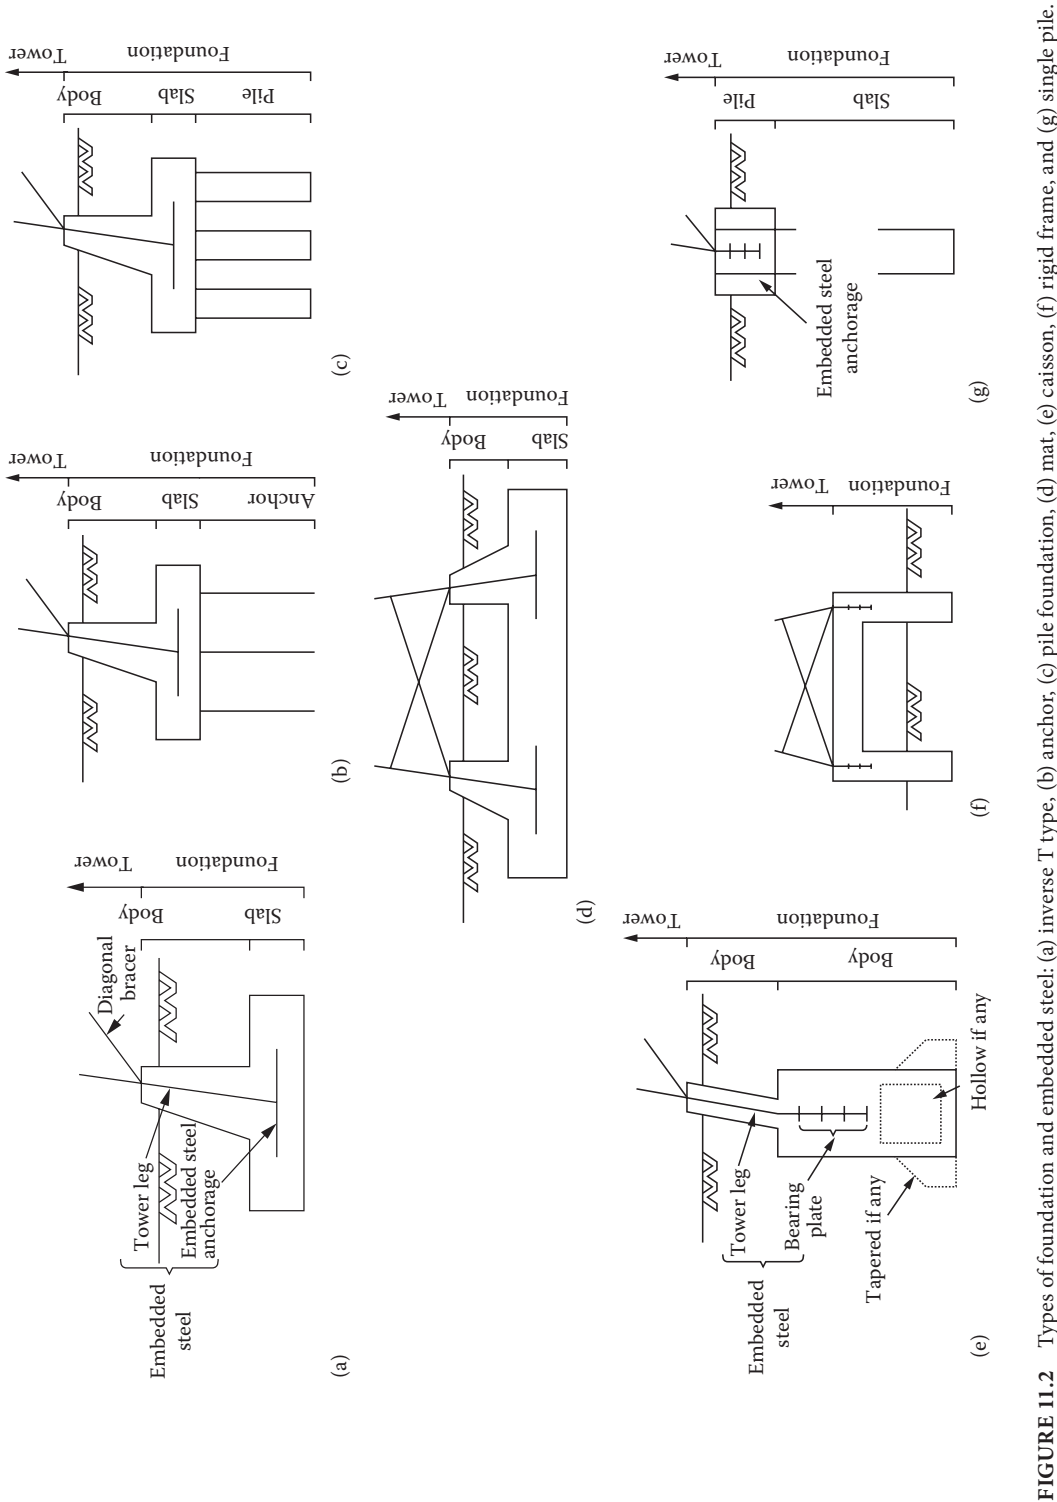 Diagonal
bracer
Tower leg
Embedded steel
anchorage
Embedded
steel
Body
Slab
Tower
Foundation
(a)
Body
Slab
Anchor
Tower
Foundation
(b)
Body
Slab
Pile
Tower
Foundation
(c)
Body
Slab
Tower
Foundation
(d)
Tower leg
Bearing
plate
Embedded
steel
Tapered if any
Hollow if any
Body
Body
Tower
Foundation
(e)
Tower
Foundation
(f)
Embedded steel
anchorage
Pile
Slab
Tower
Foundation
(g)
FIGURE 11.2 Types of foundation and embedded steel: (a) inverse T type, (b) anchor, (c) pile foundation, (d) mat, (e) caisson, (f) rigid frame, and (g) single pile.